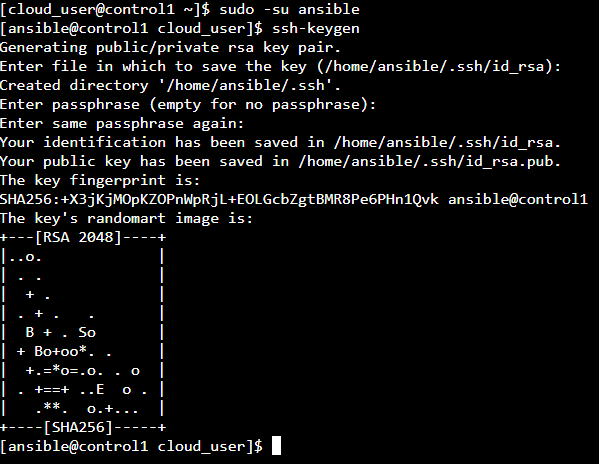 [cloud_user@control1 ~]$ sudo -su ansible
[ansible@control1 cloud_user]$ ssh-keygen
Generating public/private rsa key pair.
Enter file in which to save the key (/home/ansible/.ssh/id_rsa):
Created directory '/home/ansible/.ssh'.
Enter passphrase (empty for no passphrase):
Enter same passphrase again:
Your identification has been saved in /home/ansible/.ssh/id_rsa.
Your public key has been saved in /home/ansible/.ssh/id_rsa.pub.
The key fingerprint is:
SHA256:+X3jKjMOpKZOPnWpRjL+EOLGcbZgtBMR8Pe6PHn1Qvk ansible@control1
The key's randomart image is:
+---[RSA 2048]----+
|..o.             |
| . .             |
|  + .            |
| . + .   .       |
|  B + . So       |
| + Bo+oo*. .     |
|  +.=*o=.o. . o  |
| . +==+ ..E  o . |
|   .**.  o.+...  |
+----[SHA256]-----+
[ansible@control1 cloud_user]$